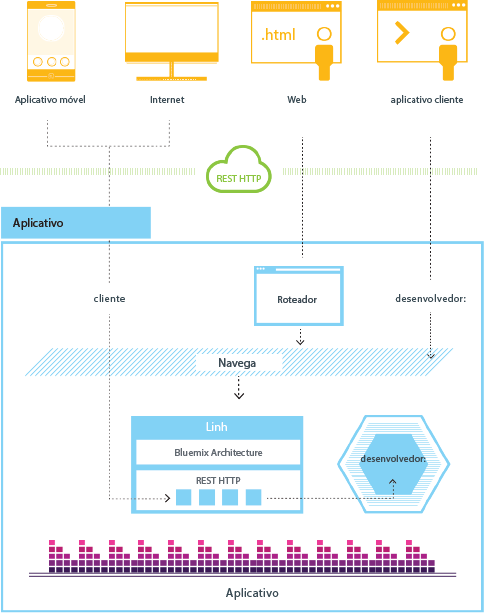 .html
Aplicativo móvel
Internet
Web
aplicativo cliente
REST HTTP
Aplicativo
cliente
Roteador
desenvolvedor:
Navega
Linh
Bluemix Architecture
REST HTTP
desenvolvedor:
Aplicativo